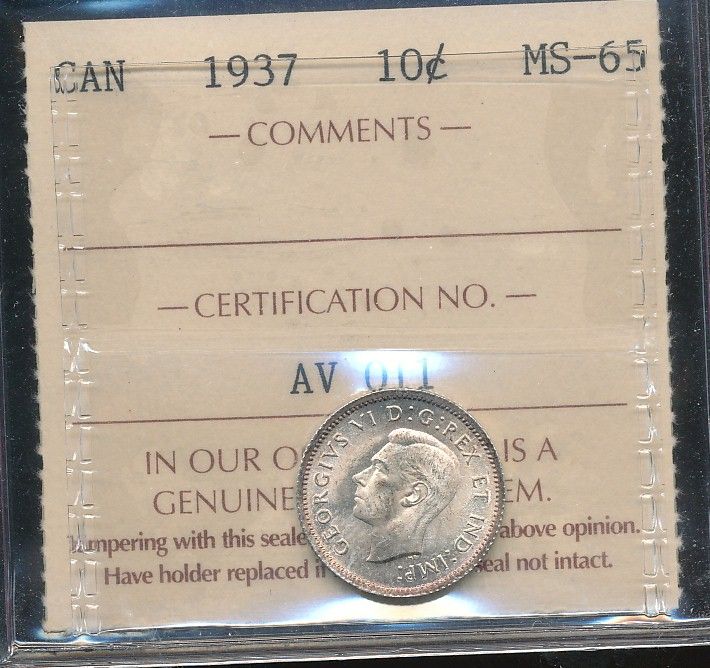 CAN 1937 10¢ MS-65
— COMMENTS —
— CERTIFICATION NO. —
AV 011
IN OUR O IS A
GENUINE EM.
Tampering with this seale above opinion.
Have holder replaced i seal not intact.
GEORGIVS VI D:G:REX ET IND:IMP: